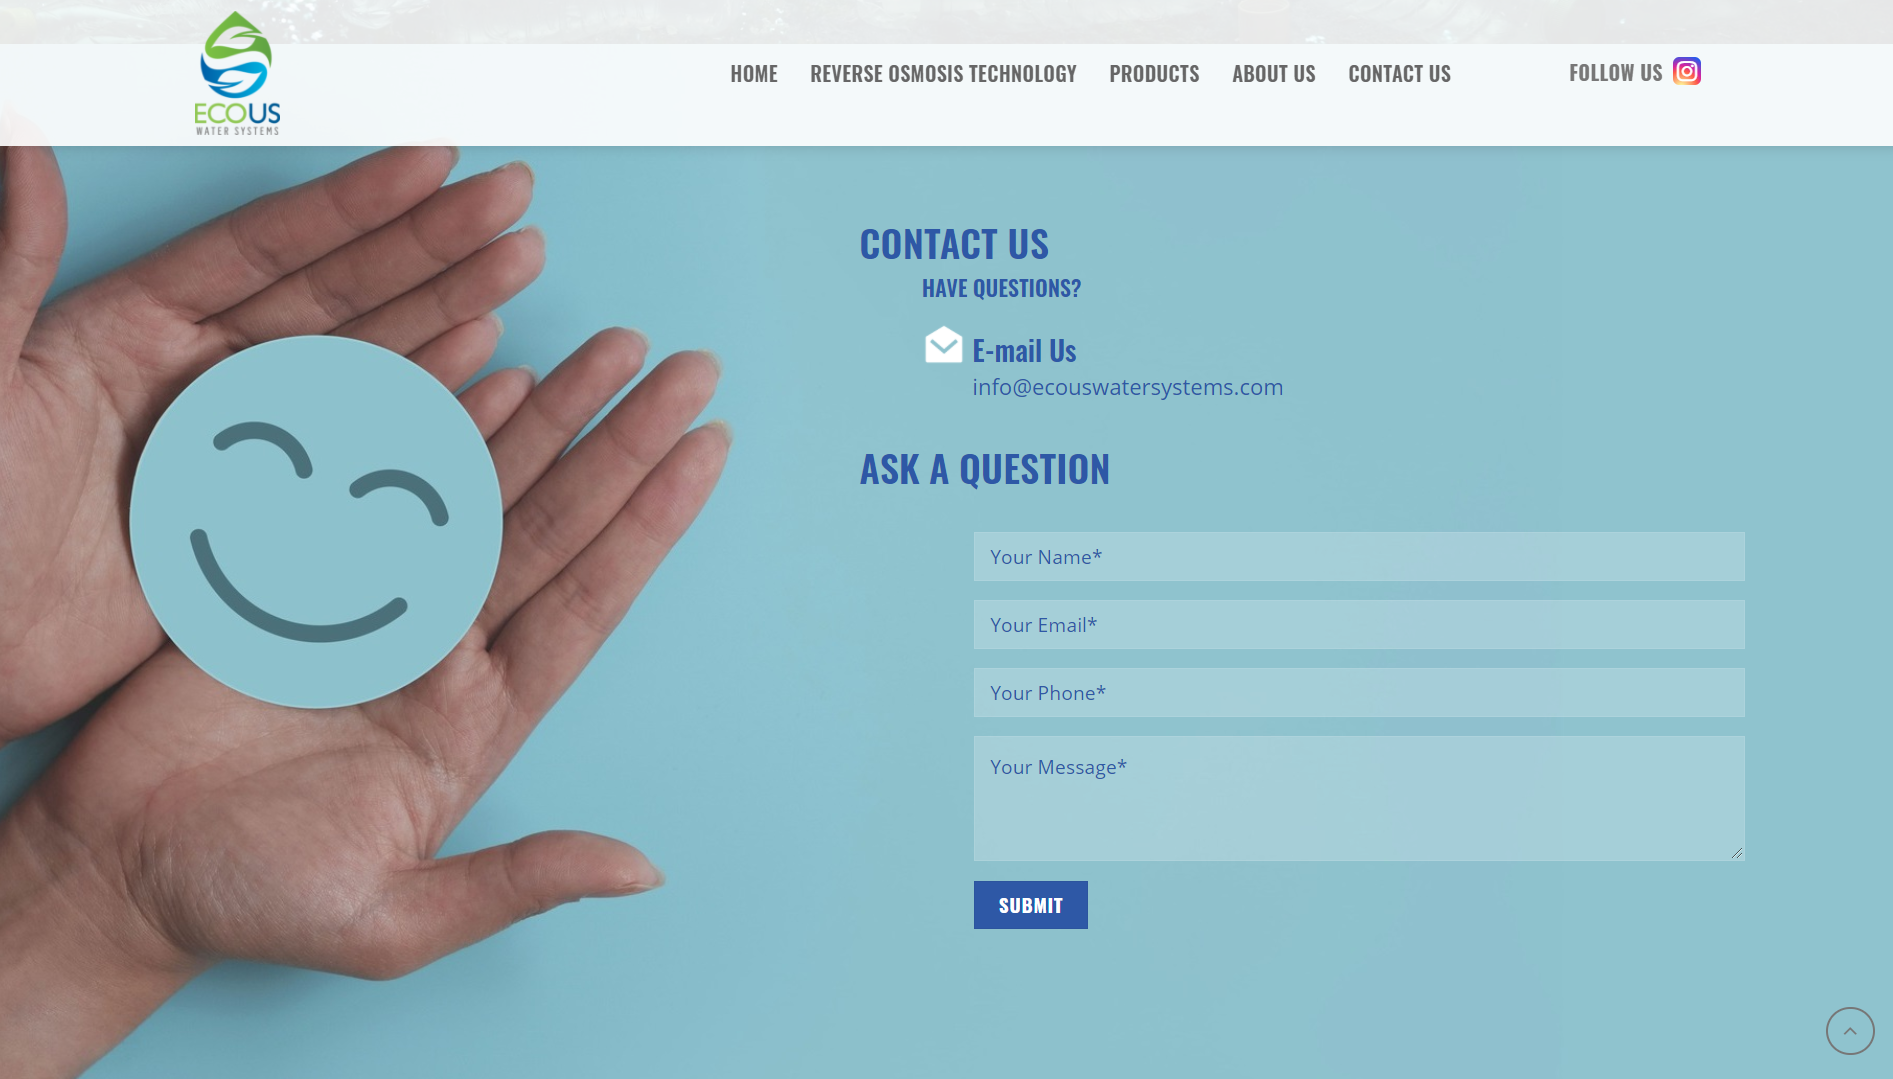 ECOUS
WATER SYSTEMS
HOME REVERSE OSMOSIS TECHNOLOGY PRODUCTS ABOUT US CONTACT US FOLLOW US
CONTACT US
HAVE QUESTIONS?
E-mail Us
info@ecouswatersystems.com
ASK A QUESTION
Your Name*
Your Email*
Your Phone*
Your Message*
SUBMIT